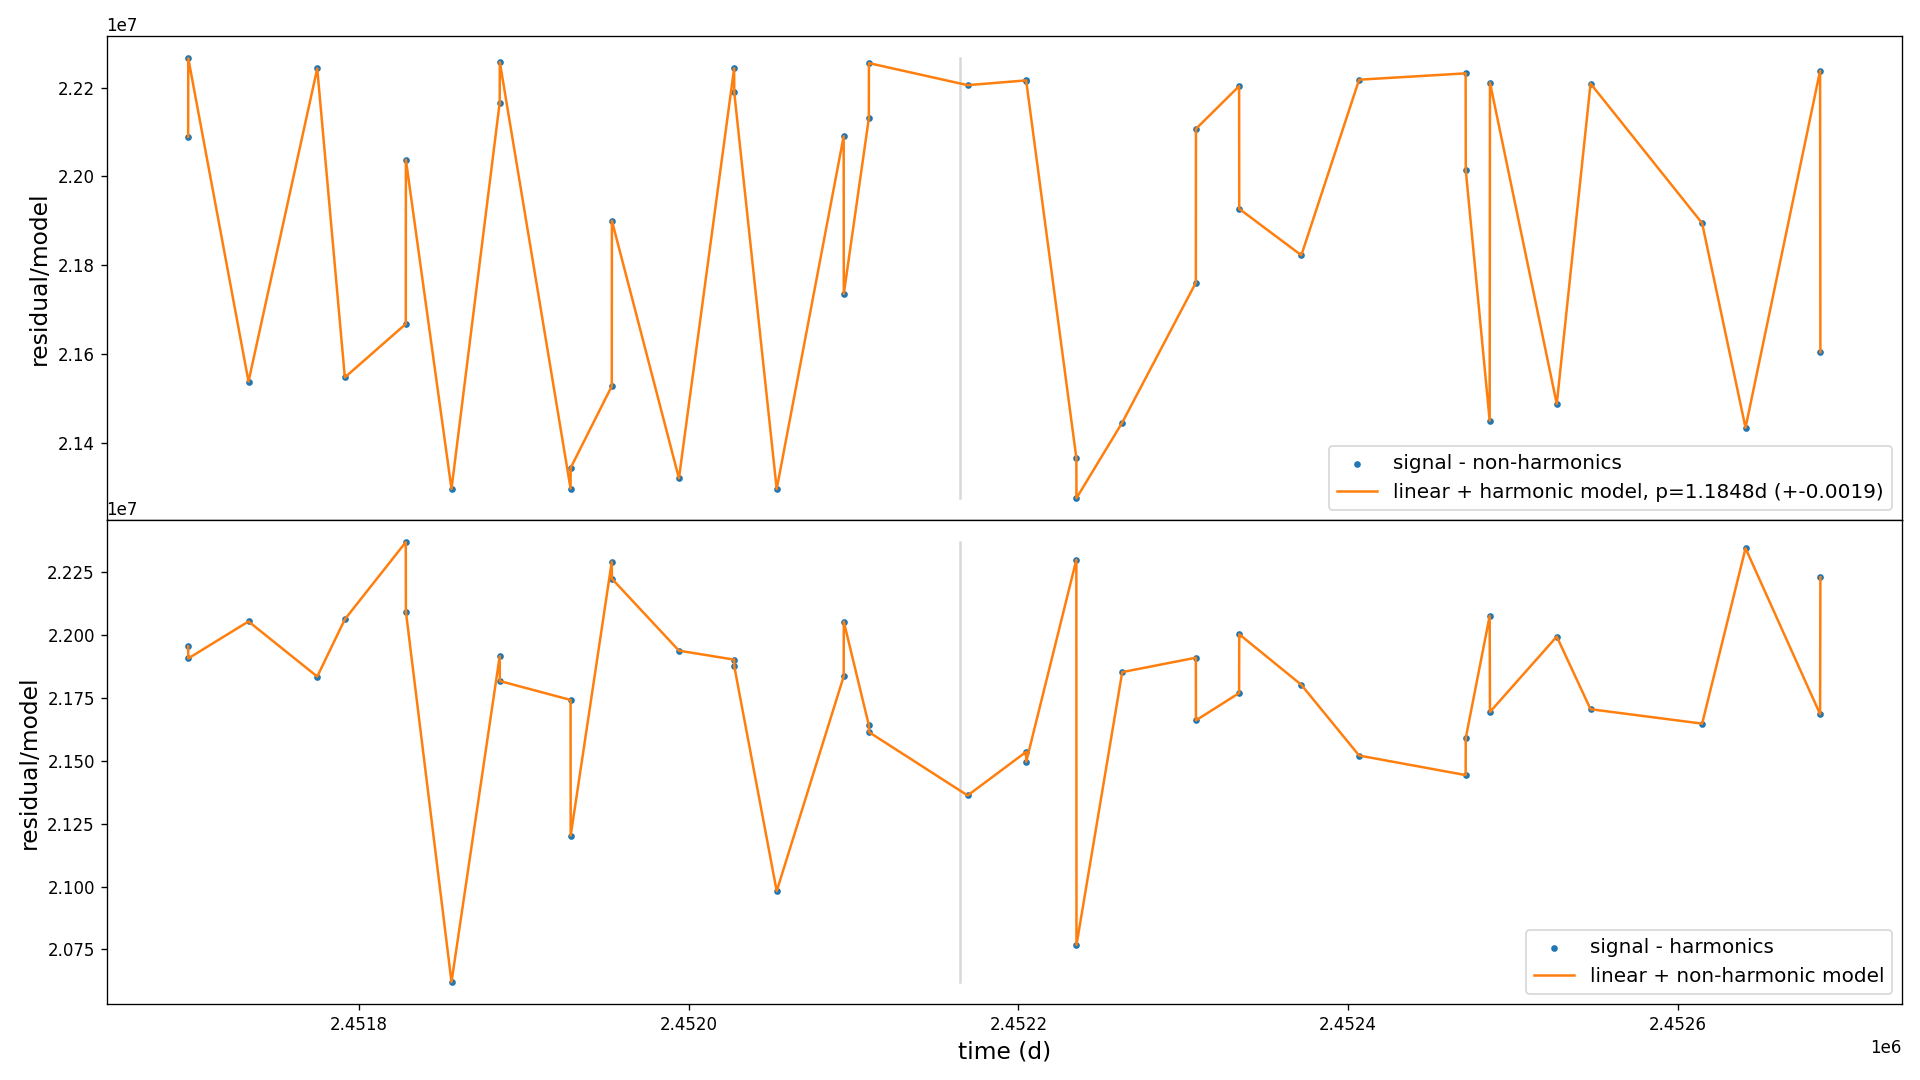 1e7
2.22
2.20
2.18
2.16
2.14
residual/model
signal - non-harmonics
linear + harmonic model, p=1.1848d (+-0.0019)
1e7
2.225
2.200
2.175
2.150
2.125
2.100
2.075
residual/model
signal - harmonics
linear + non-harmonic model
2.4518
2.4520
2.4522
2.4524
2.4526
1e6
time (d)